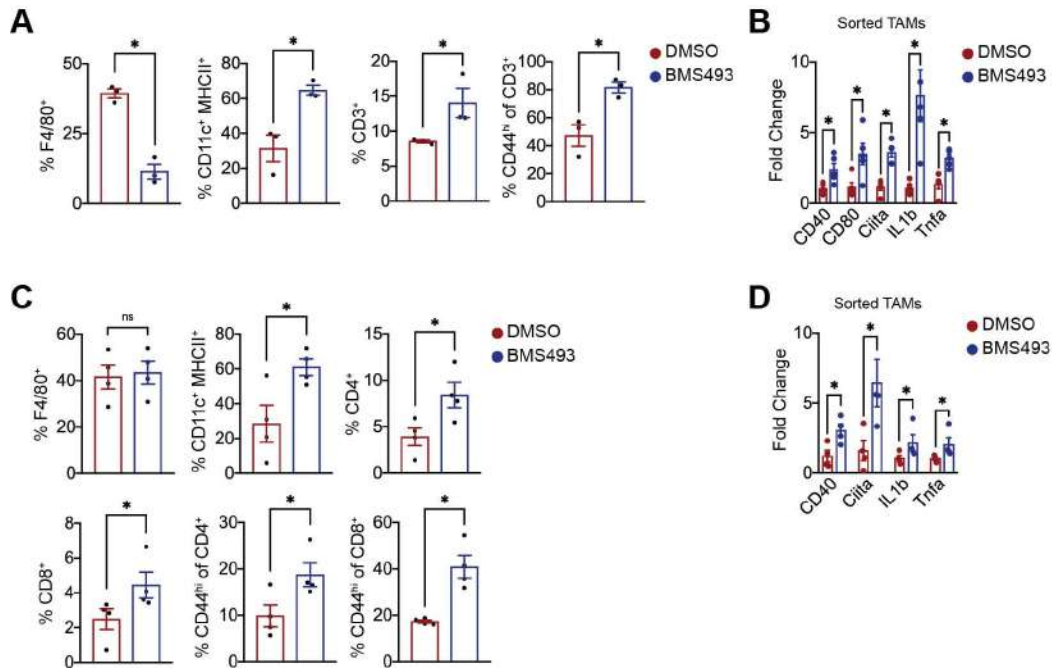 A
% F4/80⁺
50
25
0
*
% CD11c⁺ MHCII⁺
80
60
40
20
0
*
% CD3⁺
20
15
10
5
0
*
% CD44ʰⁱ of CD3⁺
100
80
60
40
20
0
*
DMSO
BMS493
B
Sorted TAMs
Fold Change
10
5
0
* * * * *
CD40 CD80 Ciita IL1b Tnfa
DMSO
BMS493
C
% F4/80⁺
60
40
20
0
ns
% CD11c⁺ MHCII⁺
80
60
40
20
0
*
% CD4⁺
15
10
5
0
*
DMSO
BMS493
% CD8⁺
8
6
4
2
0
*
% CD44ʰⁱ of CD4⁺
30
20
10
0
*
% CD44ʰⁱ of CD8⁺
60
40
20
0
*
D
Sorted TAMs
Fold Change
10
5
0
* * * *
CD40 Ciita IL1b Tnfa
DMSO
BMS493